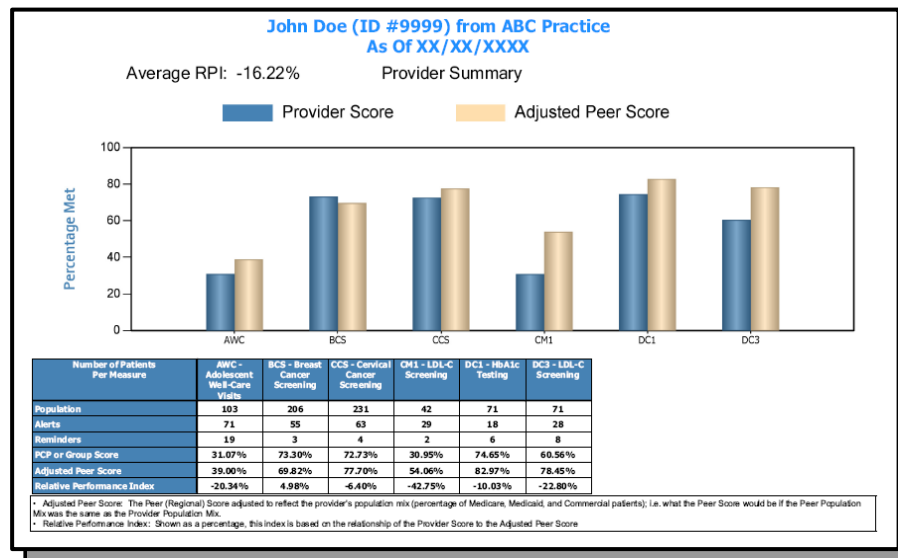 John Doe (ID #9999) from ABC Practice
As Of XX/XX/XXXX
Average RPI: -16.22% Provider Summary
Provider Score Adjusted Peer Score
Percentage Met
100
80
60
40
20
0
AWC BCS CCS CM1 DC1 DC3
Number of Patients Per Measure AWC - Adolescent Well-Care Visits BCS - Breast Cancer Screening CCS - Cervical Cancer Screening CM1 - LDL-C Screening DC1 - HbA1c Testing DC3 - LDL-C Screening
Population 103 206 231 42 71 71
Alerts 71 55 63 29 18 28
Reminders 19 3 4 2 6 8
PCP or Group Score 31.07% 73.30% 72.73% 30.95% 74.65% 60.56%
Adjusted Peer Score 39.00% 69.82% 77.70% 54.06% 82.97% 78.45%
Relative Performance Index -20.34% 4.98% -6.40% -42.75% -10.03% -22.80%
• Adjusted Peer Score: The Peer (Regional) Score adjusted to reflect the provider's population mix (percentage of Medicare, Medicaid, and Commercial patients); i.e. what the Peer Score would be if the Peer Population
Mix was the same as the Provider Population Mix.
• Relative Performance Index: Shown as a percentage, this index is based on the relationship of the Provider Score to the Adjusted Peer Score